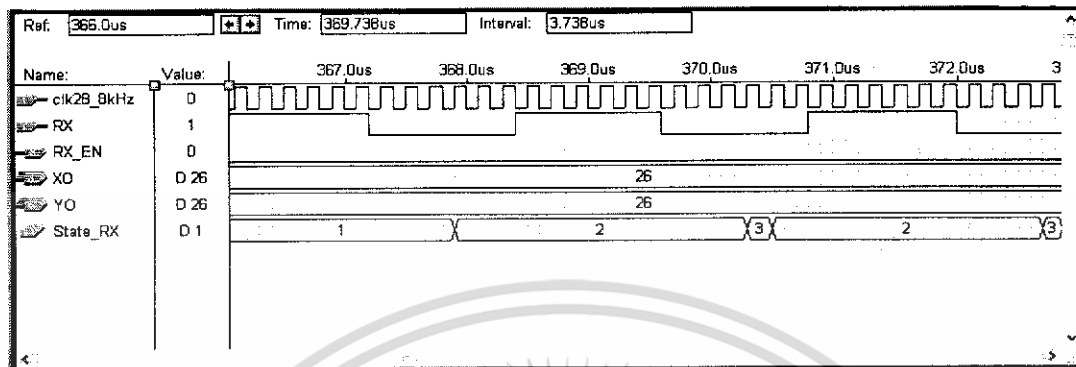 Ref: 366.0us Time: 369.738us Interval: 3.738us
Name: Value: 367.0us 368.0us 369.0us 370.0us 371.0us 372.0us 3
clk28_8kHz 0
RX 1
RX_EN 0
XO D 26 26
YO D 26 26
State_RX D 1 1 2 3 2 3